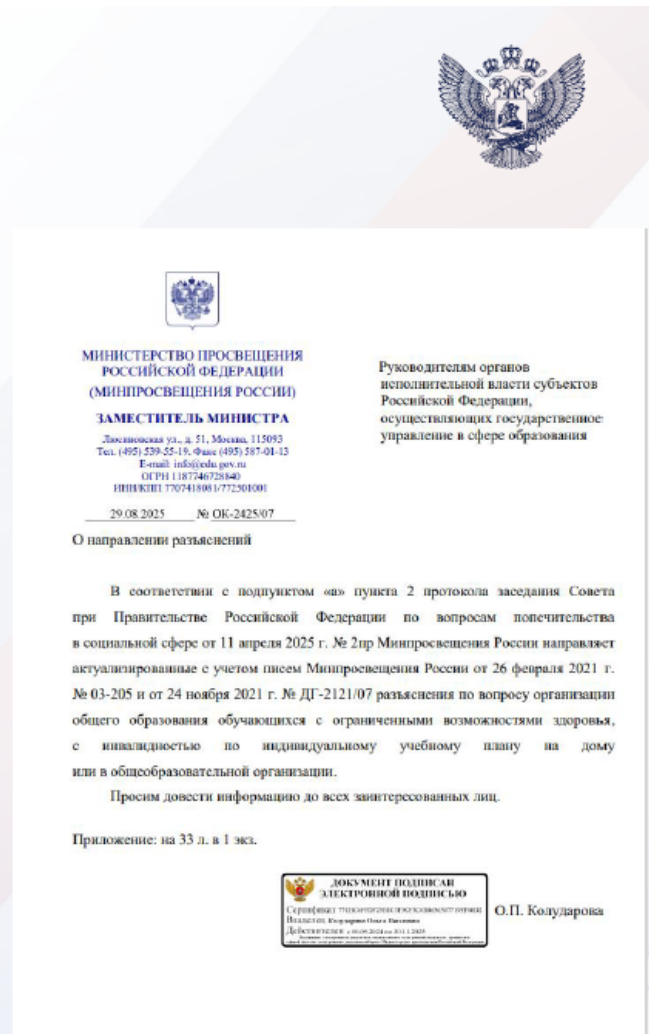 МИНИСТЕРСТВО ПРОСВЕЩЕНИЯ
РОССИЙСКОЙ ФЕДЕРАЦИИ
(МИНПРОСВЕЩЕНИЯ РОССИИ)
ЗАМЕСТИТЕЛЬ МИНИСТРА
Люсиновская ул., д. 51, Москва, 115093
Тел. (495) 539-55-19. Факс (495) 587-01-13
E-mail: info@edu.gov.ru
ОГРН 1187746728840
ИНН/КПП 7707418081/772501001
29.08.2025 № ОК-2425/07
Руководителям органов
исполнительной власти субъектов
Российской Федерации,
осуществляющих государственное
управление в сфере образования
О направлении разъяснений
В соответствии с подпунктом «а» пункта 2 протокола заседания Совета
при Правительстве Российской Федерации по вопросам попечительства
в социальной сфере от 11 апреля 2025 г. № 2пр Минпросвещения России направляет
актуализированные с учетом писем Минпросвещения России от 26 февраля 2021 г.
№ 03-205 и от 24 ноября 2021 г. № ДГ-2121/07 разъяснения по вопросу организации
общего образования обучающихся с ограниченными возможностями здоровья,
с инвалидностью по индивидуальному учебному плану на дому
или в общеобразовательной организации.
Просим довести информацию до всех заинтересованных лиц.
Приложение: на 33 л. в 1 экз.
ДОКУМЕНТ ПОДПИСАН
ЭЛЕКТРОННОЙ ПОДПИСЬЮ
Сертификат
Владелец Колударова Ольга Павловна
Действителен с
О.П. Колударова